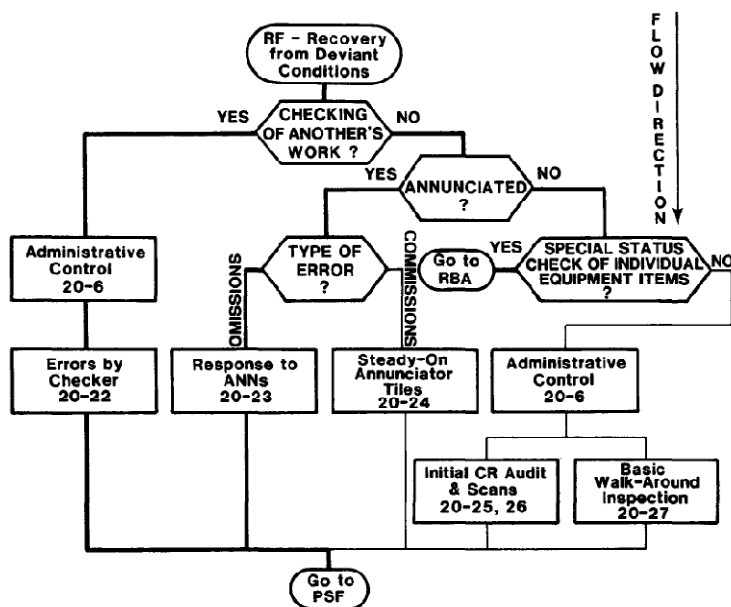 RF - Recovery
from Deviant
Conditions
FLOW DIRECTION
YES
CHECKING
OF ANOTHER'S
WORK ?
NO
YES
ANNUNCIATED
?
NO
Administrative
Control
20-6
OMISSIONS
TYPE OF
ERROR
?
COMMISSIONS
Go to
RBA
YES
SPECIAL STATUS
CHECK OF INDIVIDUAL
EQUIPMENT ITEMS
?
NO
Errors by
Checker
20-22
Response to
ANNs
20-23
Steady-On
Annunciator
Tiles
20-24
Administrative
Control
20-6
Initial CR Audit
& Scans
20-25, 26
Basic
Walk-Around
Inspection
20-27
Go to
PSF